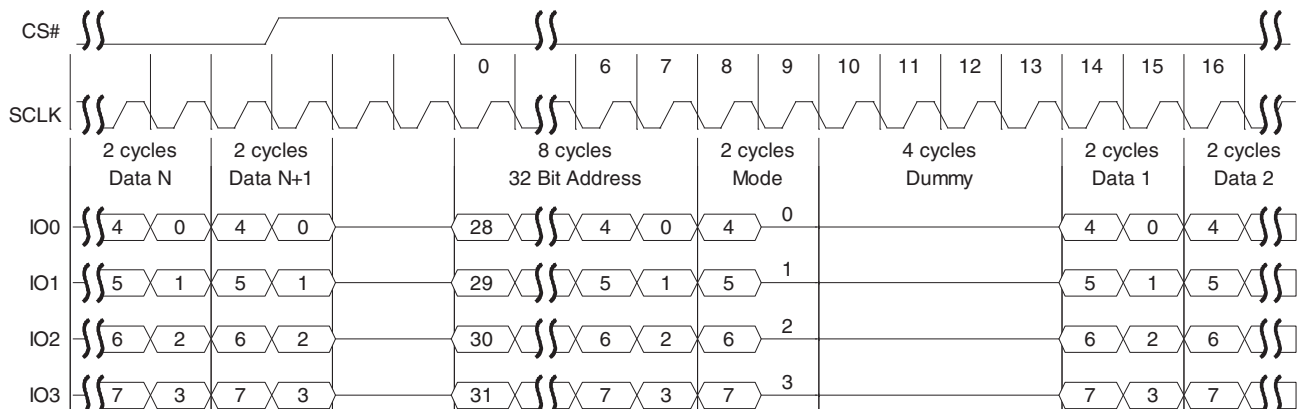 CS#
0 6 7 8 9 10 11 12 13 14 15 16
SCLK
2 cycles 2 cycles 8 cycles 2 cycles 4 cycles 2 cycles 2 cycles
Data N Data N+1 32 Bit Address Mode Dummy Data 1 Data 2
IO0 4 0 4 0 28 4 0 4 0 4 0 4
IO1 5 1 5 1 29 5 1 5 1 5 1 5
IO2 6 2 6 2 30 6 2 6 2 6 2 6
IO3 7 3 7 3 31 7 3 7 3 7 3 7